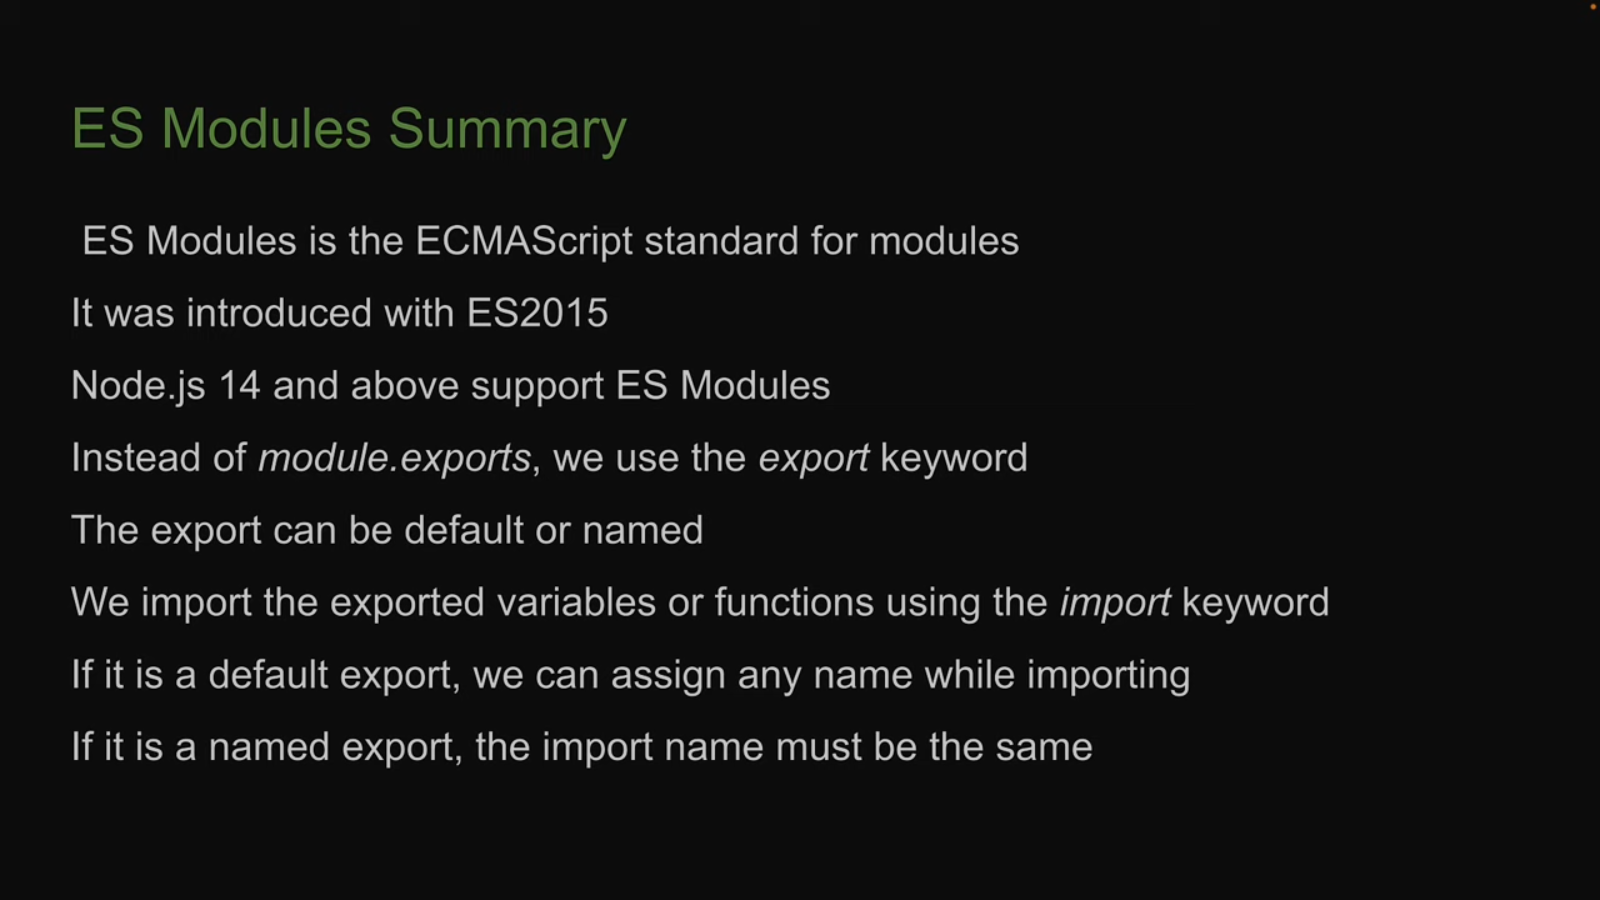 ES Modules Summary
ES Modules is the ECMAScript standard for modules
It was introduced with ES2015
Node.js 14 and above support ES Modules
Instead of module.exports, we use the export keyword
The export can be default or named
We import the exported variables or functions using the import keyword
If it is a default export, we can assign any name while importing
If it is a named export, the import name must be the same